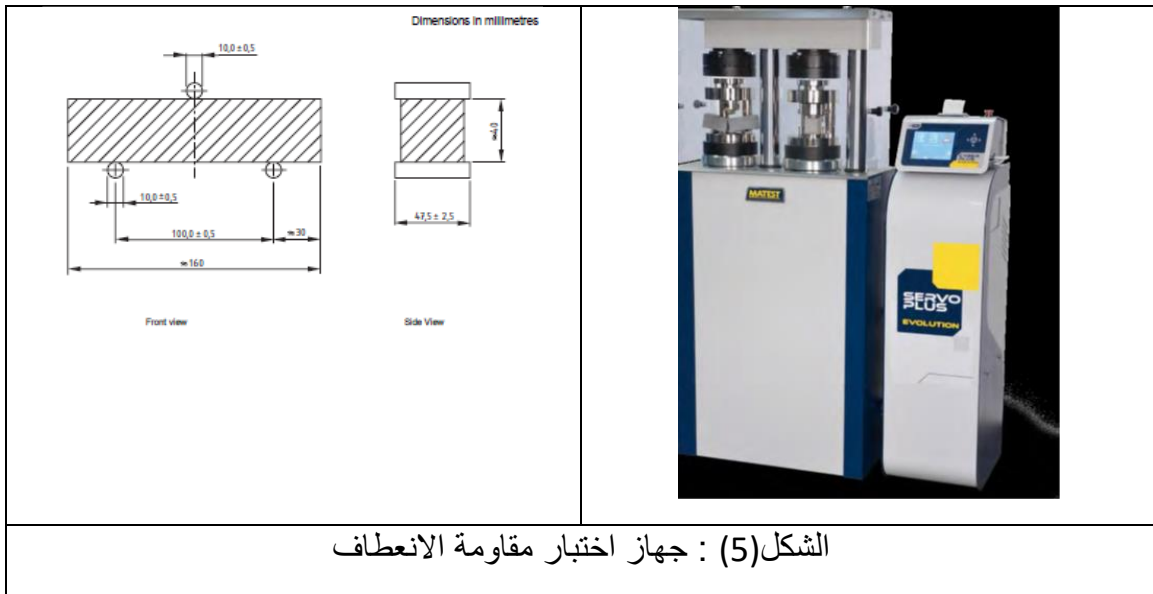 Dimensions in millimetres
10,0 ± 0,5
≈40
10,0 ±0,5
47,5 ± 2,5
100,0 ± 0,5
≈ 30
≈ 160
Front view
Side View
MATEST
SERVO
PLUS
EVOLUTION
الشكل(5) : جهاز اختبار مقاومة الانعطاف